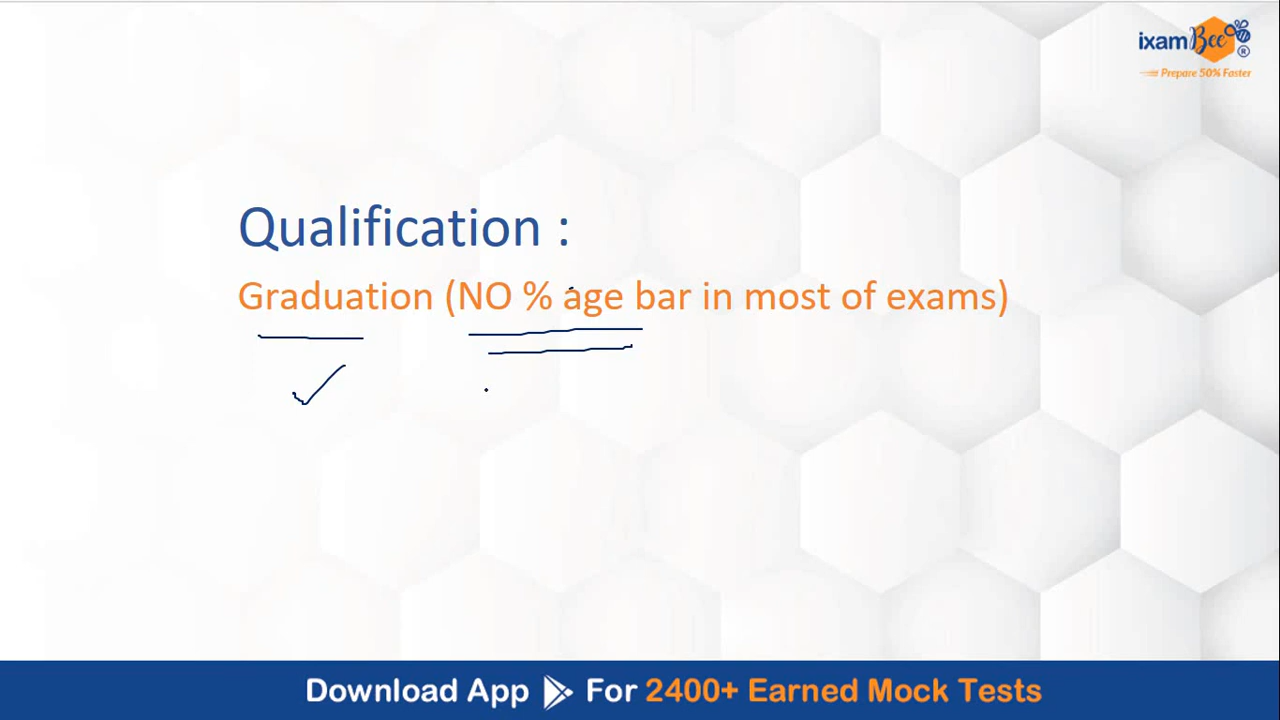 ixamBee
®
Prepare 50% Faster
Qualification :
Graduation (NO % age bar in most of exams)
Download App For 2400+ Earned Mock Tests